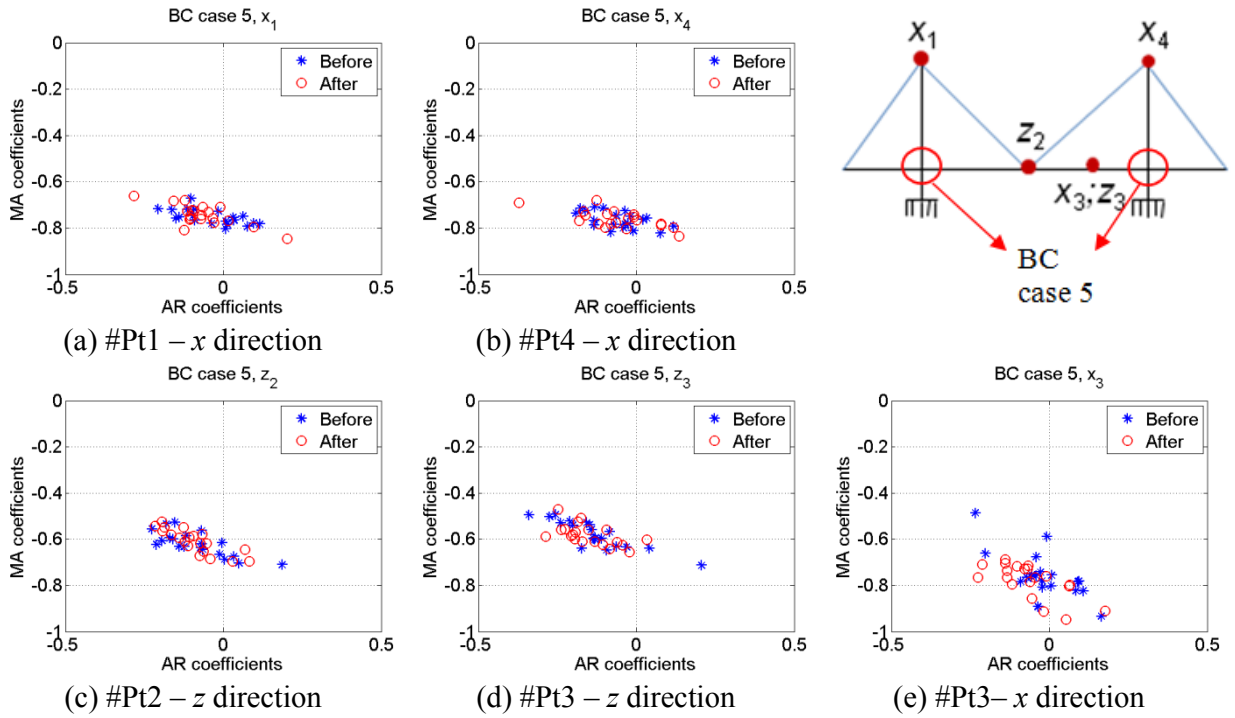 BC case 5, x1
0
-0.2
-0.4
-0.6
-0.8
-1
MA coefficients
Before
After
-0.5
0
0.5
AR coefficients
(a) #Pt1 – x direction
BC case 5, x4
0
-0.2
-0.4
-0.6
-0.8
-1
MA coefficients
Before
After
-0.5
0
0.5
AR coefficients
(b) #Pt4 – x direction
x1
x4
z2
x3;z3
BC
case 5
BC case 5, z2
0
-0.2
-0.4
-0.6
-0.8
-1
MA coefficients
Before
After
-0.5
0
0.5
AR coefficients
(c) #Pt2 – z direction
BC case 5, z3
0
-0.2
-0.4
-0.6
-0.8
-1
MA coefficients
Before
After
-0.5
0
0.5
AR coefficients
(d) #Pt3 – z direction
BC case 5, x3
0
-0.2
-0.4
-0.6
-0.8
-1
MA coefficients
Before
After
-0.5
0
0.5
AR coefficients
(e) #Pt3– x direction